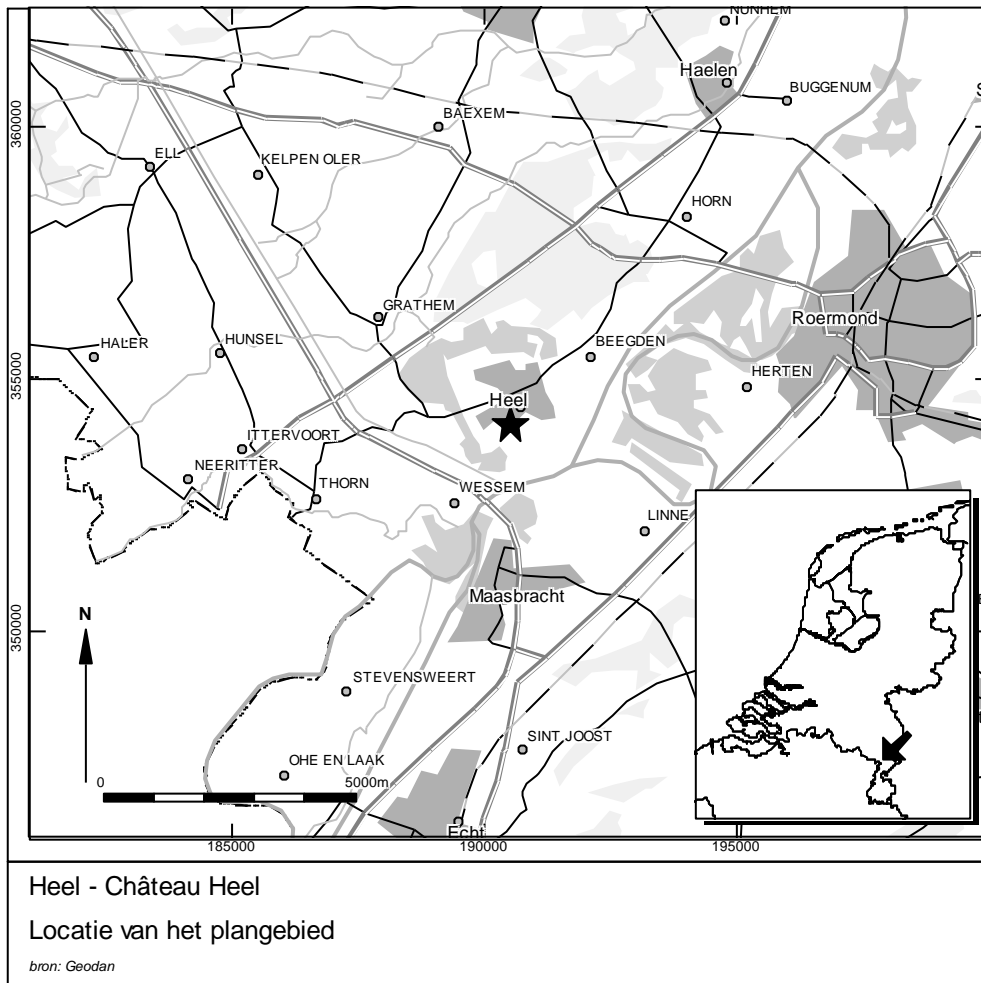 NUNHEM
Haelen
BUGGENUM
S
360000
BAEXEM
ELL
KELPEN OLER
HORN
GRATHEM
Roermond
HALER
HUNSEL
BEEGDEN
355000
HERTEN
Heel
ITTERVOORT
NEERITTER
THORN
WESSEM
LINNE
Maasbracht
N
350000
STEVENSWEERT
SINT JOOST
OHE EN LAAK
0 5000m
Echt
185000 190000 195000
Heel - Château Heel
Locatie van het plangebied
bron: Geodan